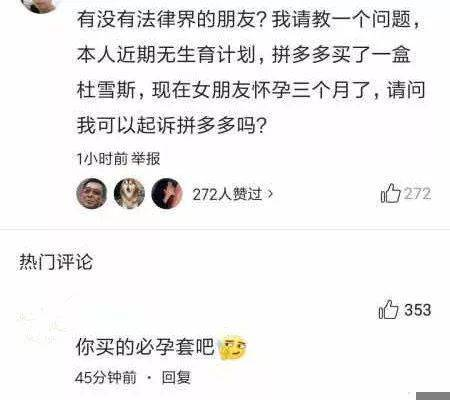 有没有法律界的朋友?我请教一个问题,
本人近期无生育计划,拼多多买了一盒
杜雪斯,现在女朋友怀孕三个月了,请问
我可以起诉拼多多吗?
1小时前 举报
272人赞过 >
272
热门评论
353
你买的必孕套吧
45分钟前 · 回复